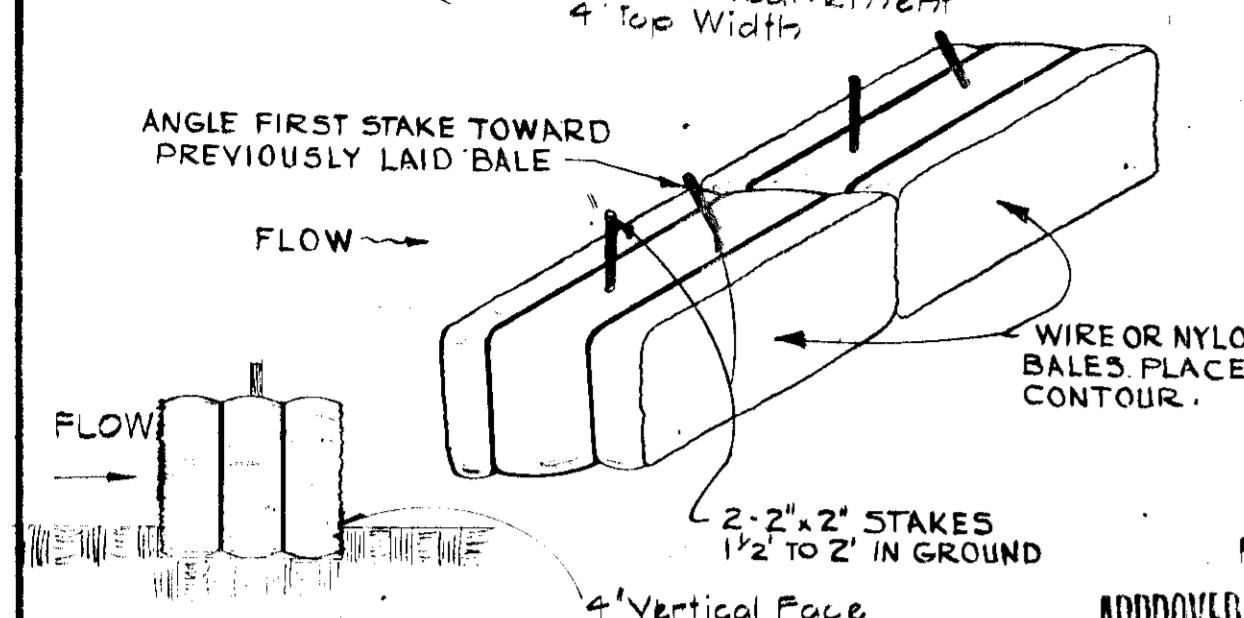 4' Top Width
ANGLE FIRST STAKE TOWARD
PREVIOUSLY LAID BALE
FLOW
WIRE OR NYLO
BALES. PLACE
CONTOUR.
FLOW
2-2"x2" STAKES
1½' TO 2' IN GROUND
4" Vertical Face
APPROVED